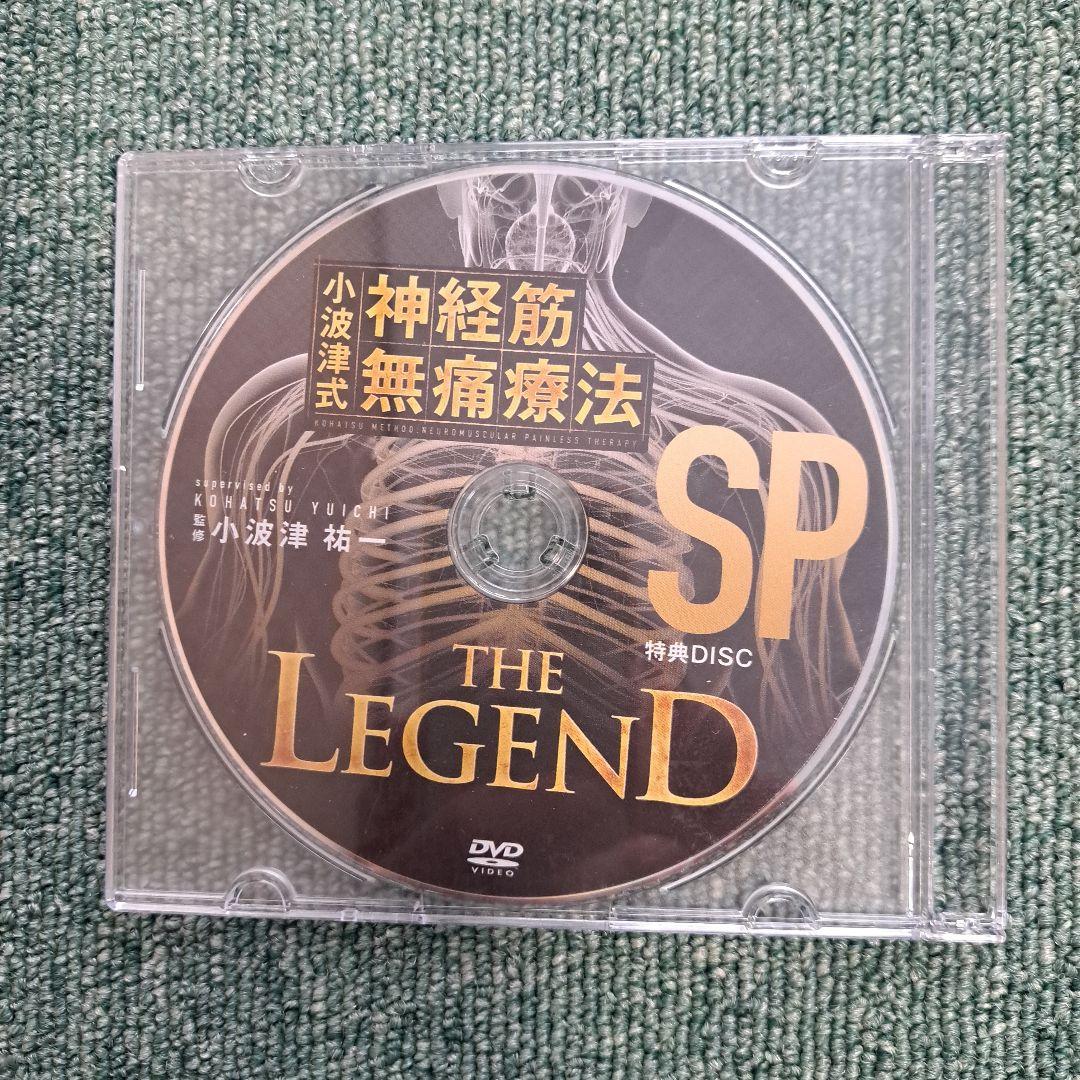 小波津式
神経筋
無痛療法
KOHATSU METHOD:NEUROMUSCULAR PAINLESS THERAPY
supervised by
KOHATSU YUICHI
監修 小波津 祐一
SP
特典DISC
THE
LEGEND
DVD
VIDEO